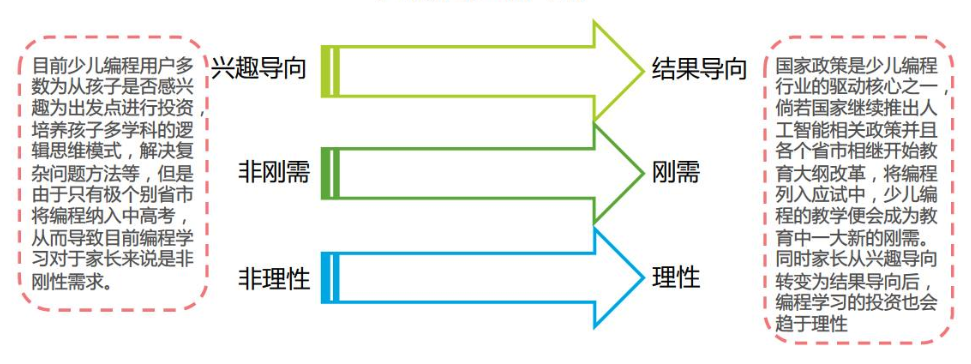 目前少儿编程用户多
数为从孩子是否感兴
趣为出发点进行投资，
培养孩子多学科的逻
辑思维模式，解决复
杂问题方法等，但是
由于只有极个别省市
将编程纳入中高考，
从而导致目前编程学
习对于家长来说是非
刚性需求。
兴趣导向
结果导向
非刚需
刚需
非理性
理性
国家政策是少儿编程
行业的驱动核心之一，
倘若国家继续推出人
工智能相关政策并且
各个省市相继开始教
育大纲改革，将编程
列入应试中，少儿编
程的教学便会成为教
育中一大新的刚需。
同时家长从兴趣导向
转变为结果导向后，
编程学习的投资也会
趋于理性